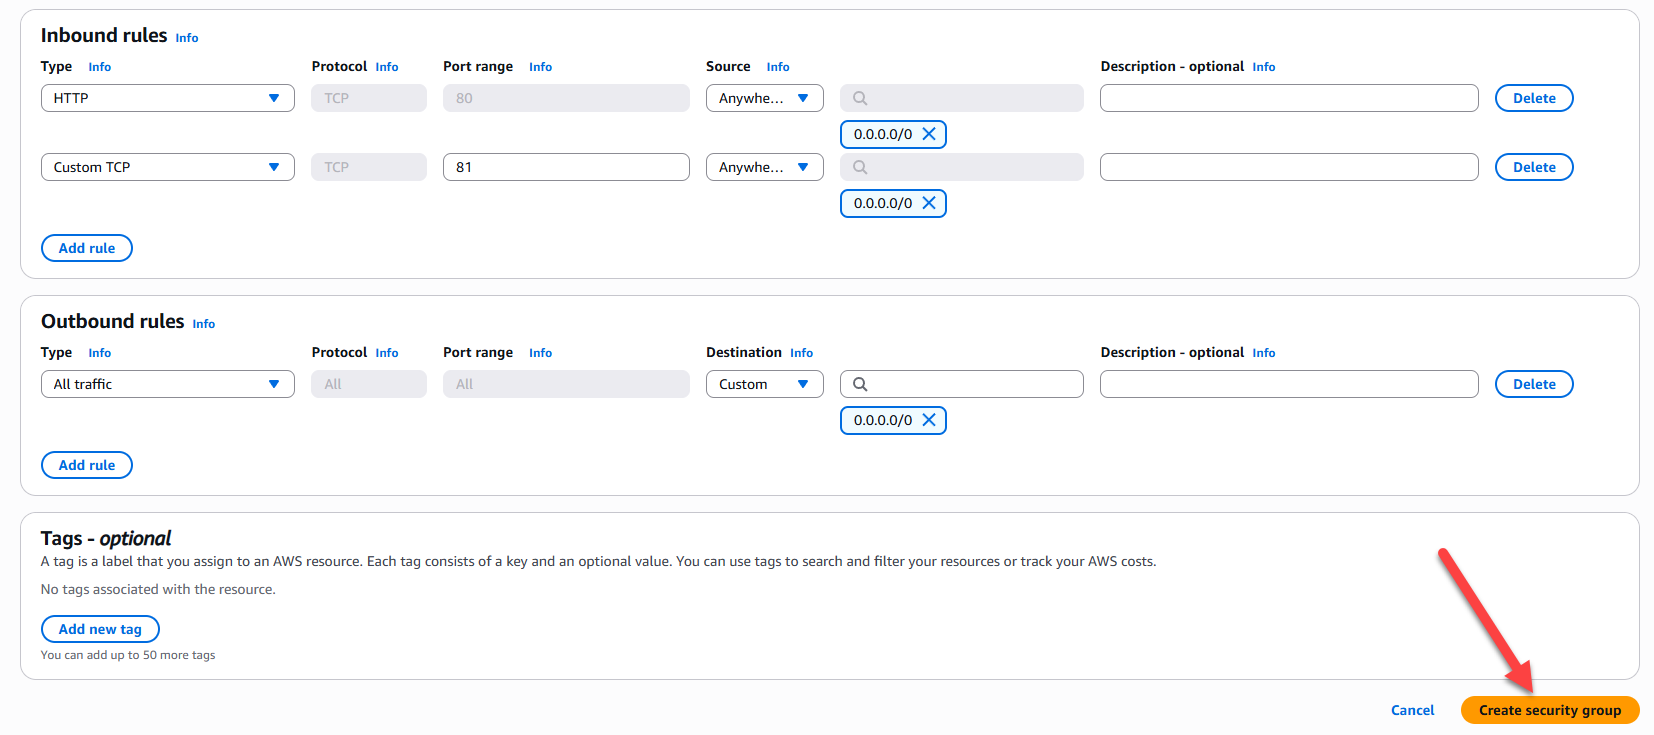 Inbound rules Info
Type Info Protocol Info Port range Info Source Info Description - optional Info
HTTP TCP 80 Anywhe... Delete
0.0.0.0/0
Custom TCP TCP 81 Anywhe... Delete
0.0.0.0/0
Add rule
Outbound rules Info
Type Info Protocol Info Port range Info Destination Info Description - optional Info
All traffic All All Custom Delete
0.0.0.0/0
Add rule
Tags - optional
A tag is a label that you assign to an AWS resource. Each tag consists of a key and an optional value. You can use tags to search and filter your resources or track your AWS costs.
No tags associated with the resource.
Add new tag
You can add up to 50 more tags
Cancel Create security group